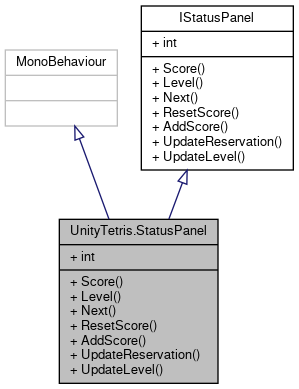 IStatusPanel
+ int
+ Score()
+ Level()
+ Next()
+ ResetScore()
+ AddScore()
+ UpdateReservation()
+ UpdateLevel()
MonoBehaviour
UnityTetris.StatusPanel
+ int
+ Score()
+ Level()
+ Next()
+ ResetScore()
+ AddScore()
+ UpdateReservation()
+ UpdateLevel()